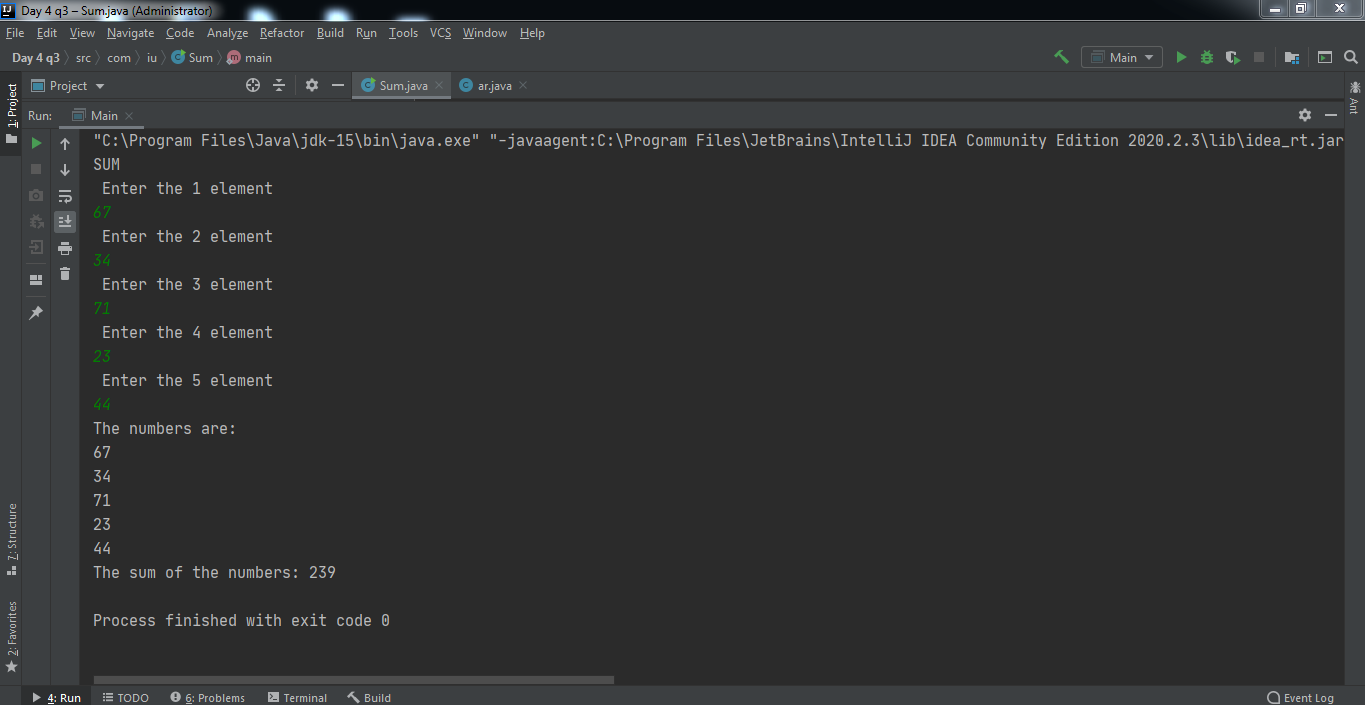 Day 4 q3 – Sum.java (Administrator)
File Edit View Navigate Code Analyze Refactor Build Run Tools VCS Window Help
Day 4 q3 src com iu Sum main Main
Project Sum.java ar.java
1: Project
Ant
Run: Main
"C:\Program Files\Java\jdk-15\bin\java.exe" "-javaagent:C:\Program Files\JetBrains\IntelliJ IDEA Community Edition 2020.2.3\lib\idea_rt.jar
SUM
Enter the 1 element
67
Enter the 2 element
34
Enter the 3 element
71
Enter the 4 element
23
Enter the 5 element
44
The numbers are:
67
34
71
23
44
The sum of the numbers: 239
Process finished with exit code 0
7: Structure
2: Favorites
4: Run TODO 6: Problems Terminal Build Event Log